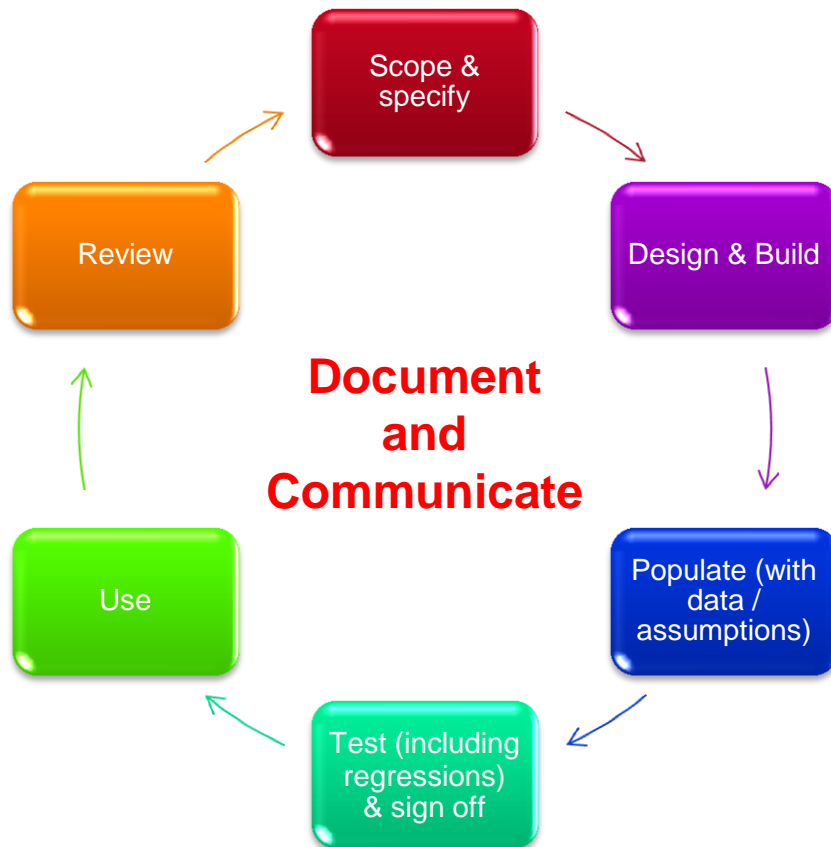 Scope &
specify
Design & Build
Populate (with
data /
assumptions)
Test (including
regressions)
& sign off
Use
Review
Document
and
Communicate